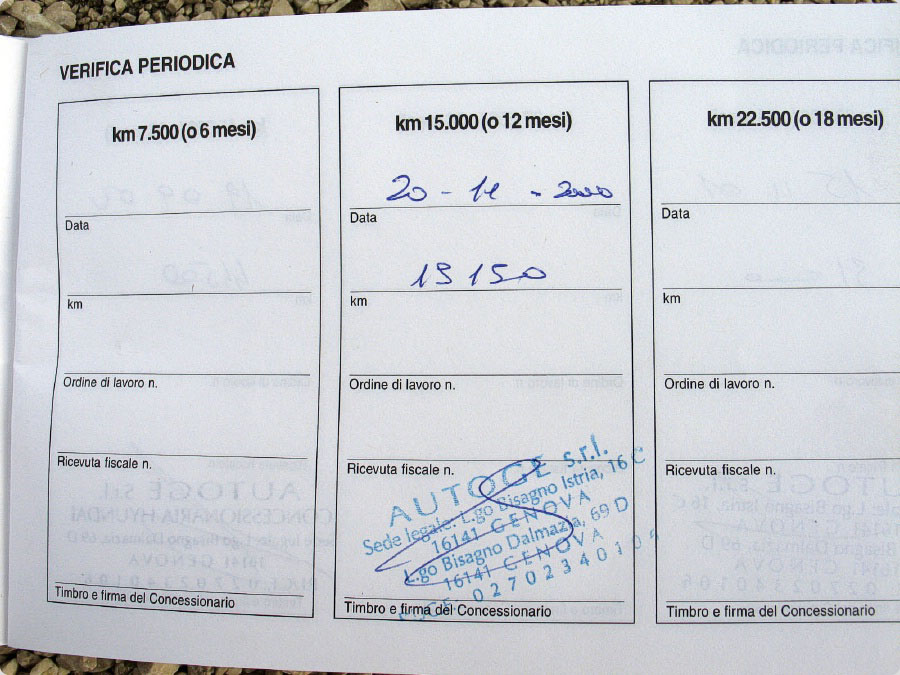 VERIFICA PERIODICA
km 7.500 (o 6 mesi)
Data
km
Ordine di lavoro n.
Ricevuta fiscale n.
Timbro e firma del Concessionario
km 15.000 (o 12 mesi)
20 - 11 - 2000
Data
19150
km
Ordine di lavoro n.
Ricevuta fiscale n.
AUTOGE s.r.l.
Sede legale: L.go Bisagno Istria, 16 C
16141 GENOVA
L.go Bisagno Dalmazia, 69 D
16141 GENOVA
0270234010
Timbro e firma del Concessionario
km 22.500 (o 18 mesi)
Data
km
Ordine di lavoro n.
Ricevuta fiscale n.
Timbro e firma del Concessionario